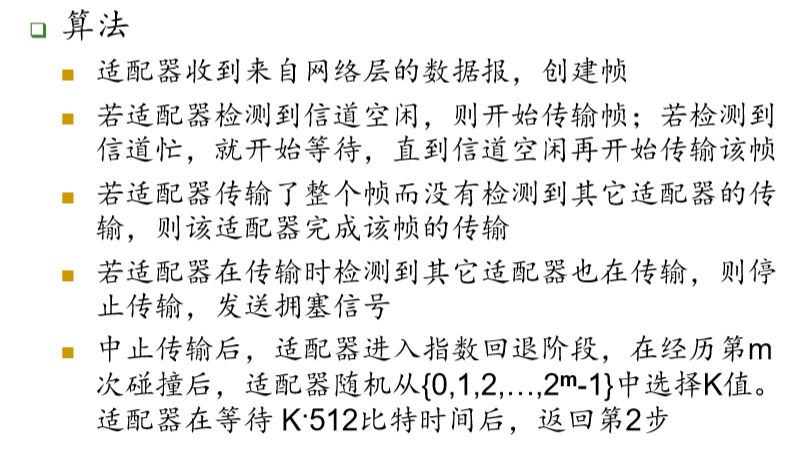 算法
适配器收到来自网络层的数据报，创建帧
若适配器检测到信道空闲，则开始传输帧；若检测到
信道忙，就开始等待，直到信道空闲再开始传输该帧
若适配器传输了整个帧而没有检测到其它适配器的传
输，则该适配器完成该帧的传输
若适配器在传输时检测到其它适配器也在传输，则停
止传输，发送拥塞信号
中止传输后，适配器进入指数回退阶段，在经历第m
次碰撞后，适配器随机从{0,1,2,…,2ᵐ-1}中选择K值。
适配器在等待 K·512比特时间后，返回第2步